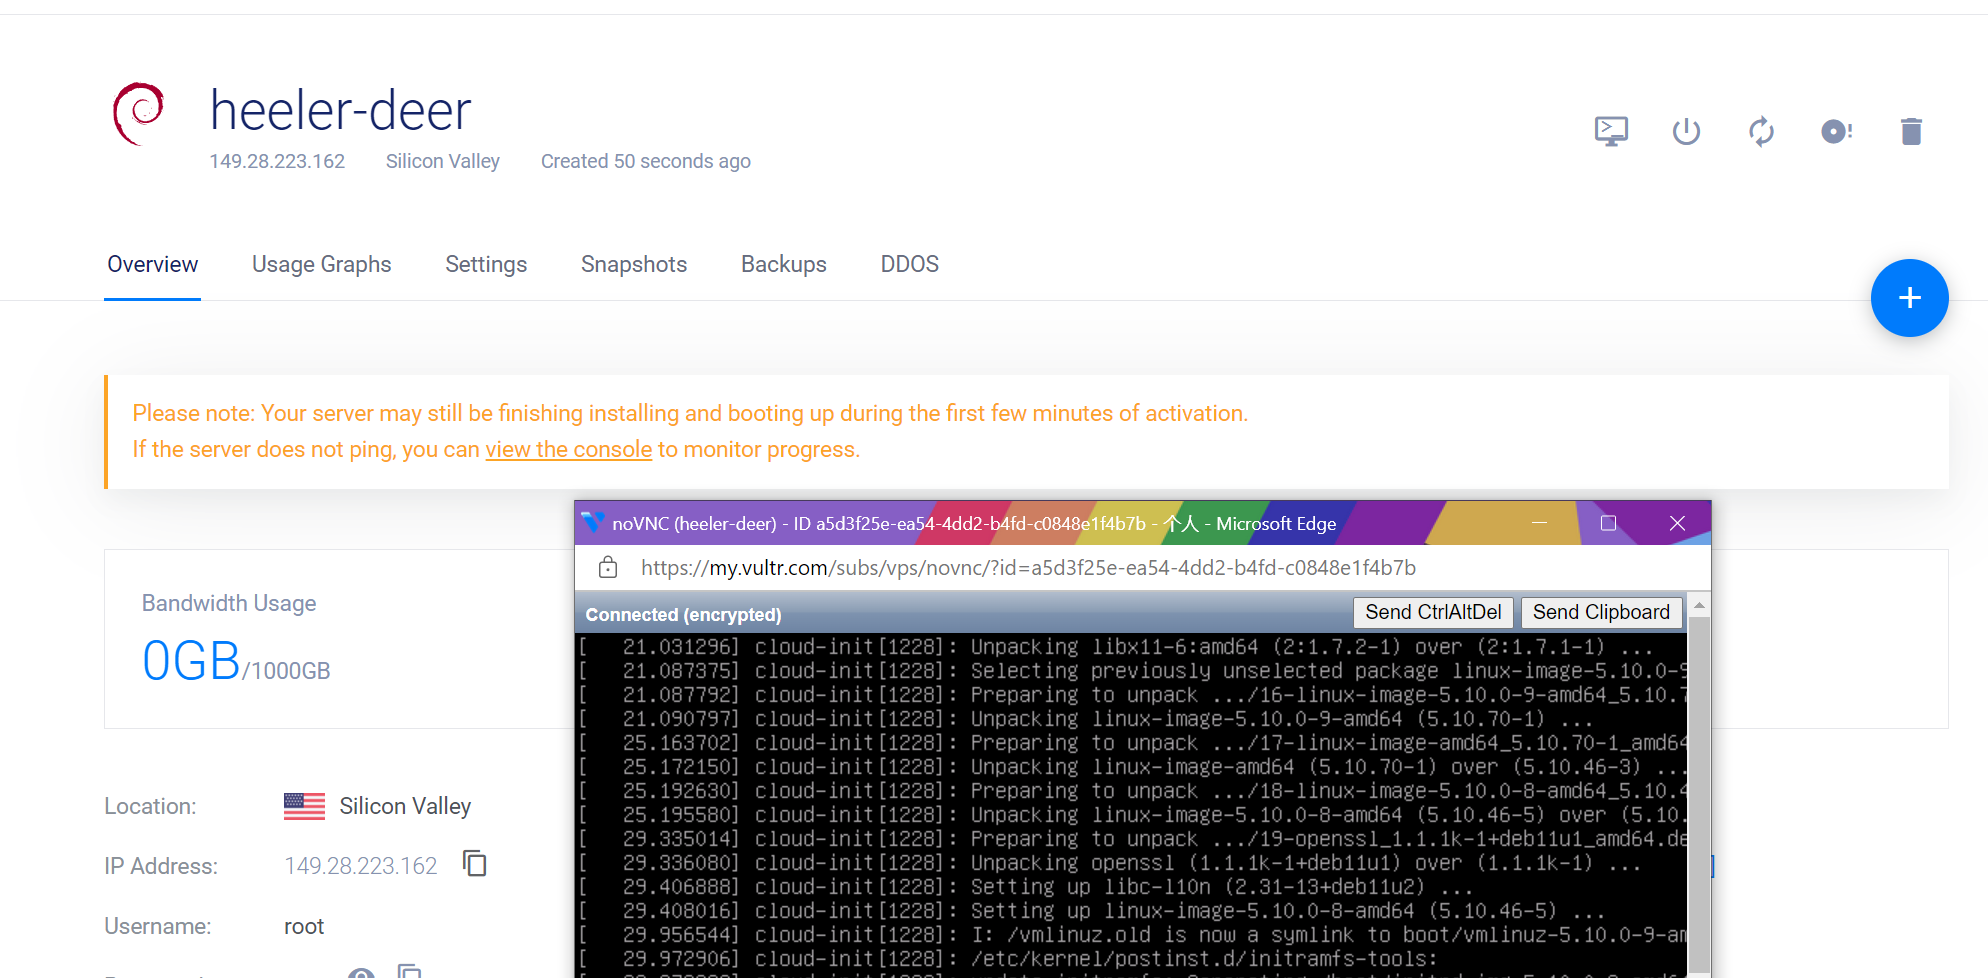 heeler-deer
149.28.223.162 Silicon Valley Created 50 seconds ago
Overview Usage Graphs Settings Snapshots Backups DDOS
Please note: Your server may still be finishing installing and booting up during the first few minutes of activation.
If the server does not ping, you can view the console to monitor progress.
Bandwidth Usage
0GB/1000GB
Location: Silicon Valley
IP Address: 149.28.223.162
Username: root
noVNC (heeler-deer) - ID a5d3f25e-ea54-4dd2-b4fd-c0848e1f4b7b - 个人 - Microsoft Edge
https://my.vultr.com/subs/vps/novnc/?id=a5d3f25e-ea54-4dd2-b4fd-c0848e1f4b7b
Connected (encrypted) Send CtrlAltDel Send Clipboard
[   21.031296] cloud-init[1228]: Unpacking libx11-6:amd64 (2:1.7.2-1) over (2:1.7.1-1) ...
[   21.087375] cloud-init[1228]: Selecting previously unselected package linux-image-5.10.0-9
[   21.087792] cloud-init[1228]: Preparing to unpack .../16-linux-image-5.10.0-9-amd64_5.10.7
[   21.090797] cloud-init[1228]: Unpacking linux-image-5.10.0-9-amd64 (5.10.70-1) ...
[   25.163702] cloud-init[1228]: Preparing to unpack .../17-linux-image-amd64_5.10.70-1_amd64
[   25.172150] cloud-init[1228]: Unpacking linux-image-amd64 (5.10.70-1) over (5.10.46-3) ...
[   25.192630] cloud-init[1228]: Preparing to unpack .../18-linux-image-5.10.0-8-amd64_5.10.4
[   25.195580] cloud-init[1228]: Unpacking linux-image-5.10.0-8-amd64 (5.10.46-5) over (5.10.
[   29.335014] cloud-init[1228]: Preparing to unpack .../19-openssl_1.1.1k-1+deb11u1_amd64.de
[   29.336080] cloud-init[1228]: Unpacking openssl (1.1.1k-1+deb11u1) over (1.1.1k-1) ...
[   29.406888] cloud-init[1228]: Setting up libc-l10n (2.31-13+deb11u2) ...
[   29.408016] cloud-init[1228]: Setting up linux-image-5.10.0-8-amd64 (5.10.46-5) ...
[   29.956544] cloud-init[1228]: I: /vmlinuz.old is now a symlink to boot/vmlinuz-5.10.0-9-am
[   29.972906] cloud-init[1228]: /etc/kernel/postinst.d/initramfs-tools: